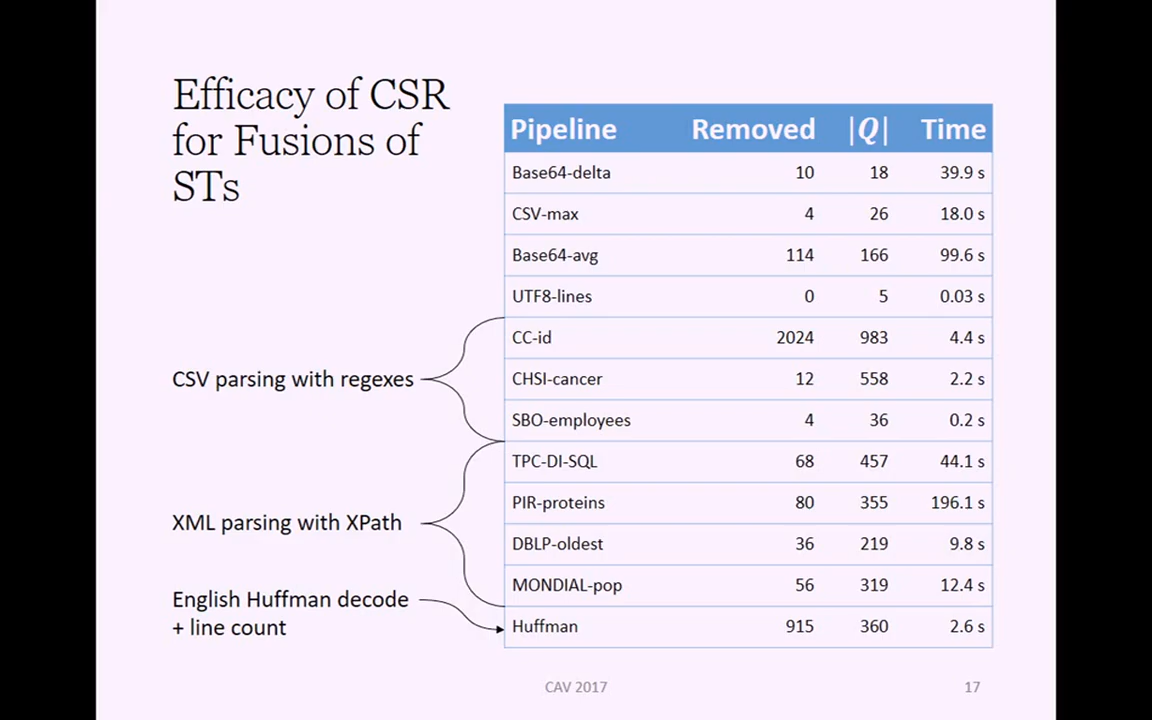 Efficacy of CSR
for Fusions of
STs
Pipeline Removed |Q| Time
Base64-delta 10 18 39.9 s
CSV-max 4 26 18.0 s
Base64-avg 114 166 99.6 s
UTF8-lines 0 5 0.03 s
CC-id 2024 983 4.4 s
CHSI-cancer 12 558 2.2 s
SBO-employees 4 36 0.2 s
TPC-DI-SQL 68 457 44.1 s
PIR-proteins 80 355 196.1 s
DBLP-oldest 36 219 9.8 s
MONDIAL-pop 56 319 12.4 s
Huffman 915 360 2.6 s
CSV parsing with regexes
XML parsing with XPath
English Huffman decode
+ line count
CAV 2017
17